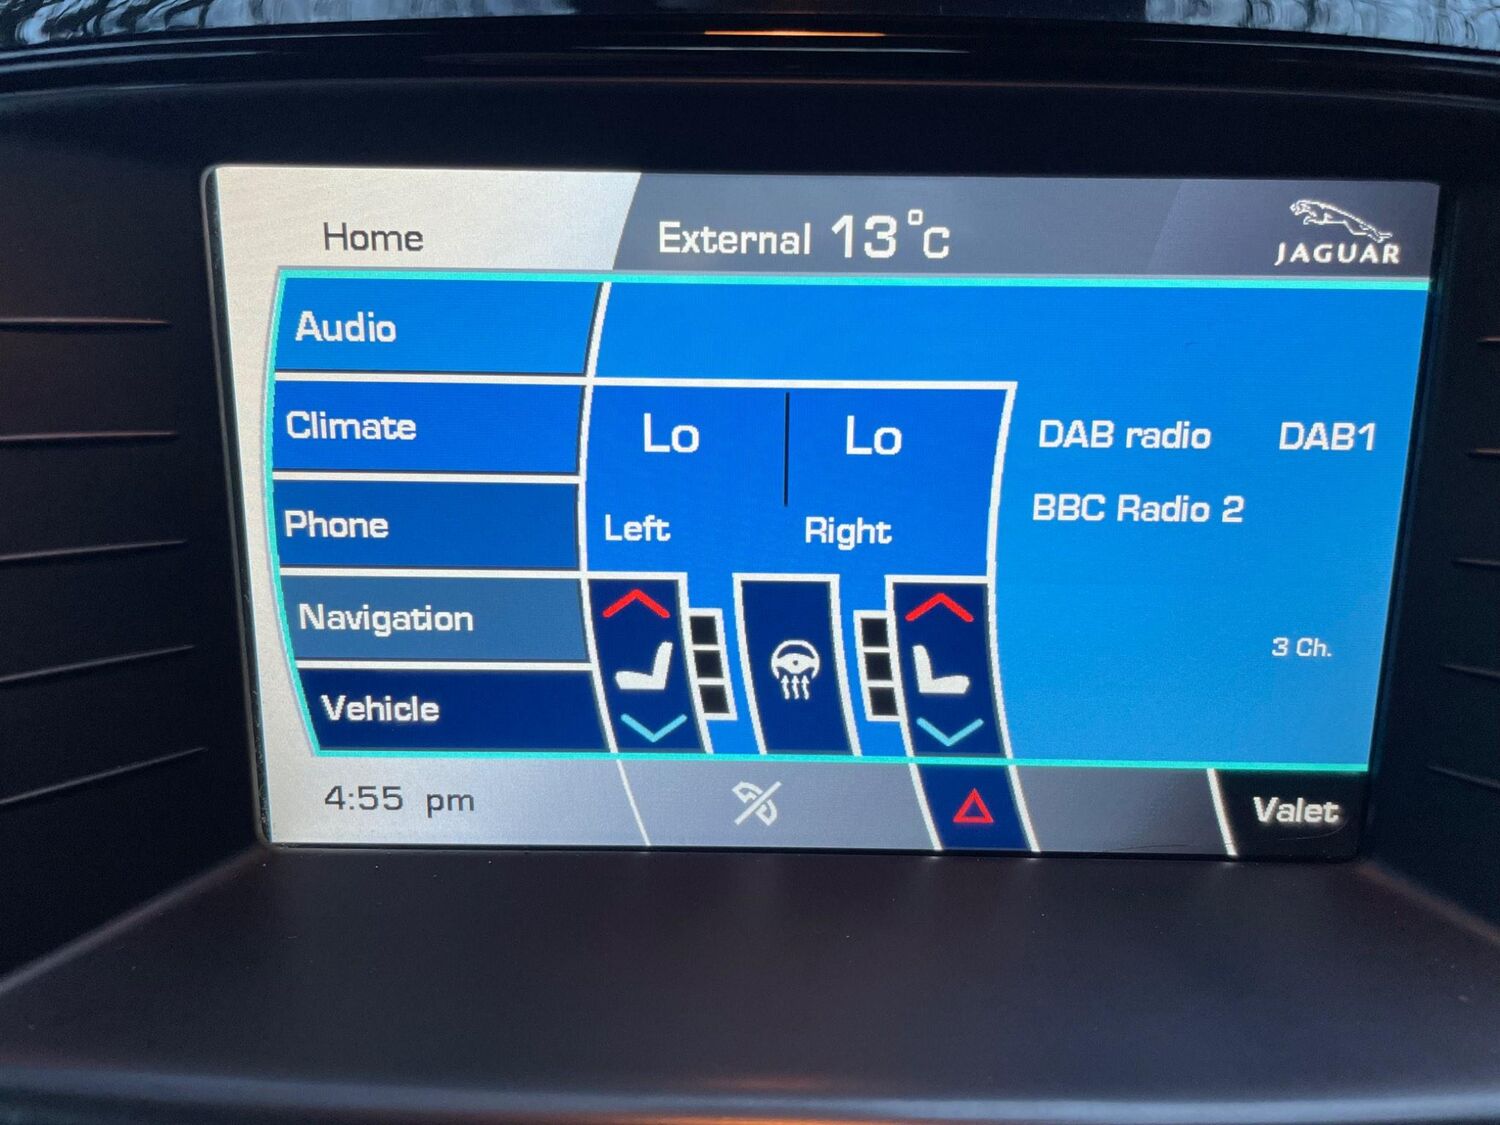 Home
External 13°c
JAGUAR
Audio
Climate
Lo
Lo
DAB radio
DAB1
BBC Radio 2
Phone
Left
Right
Navigation
3 Ch.
Vehicle
4:55 pm
Valet